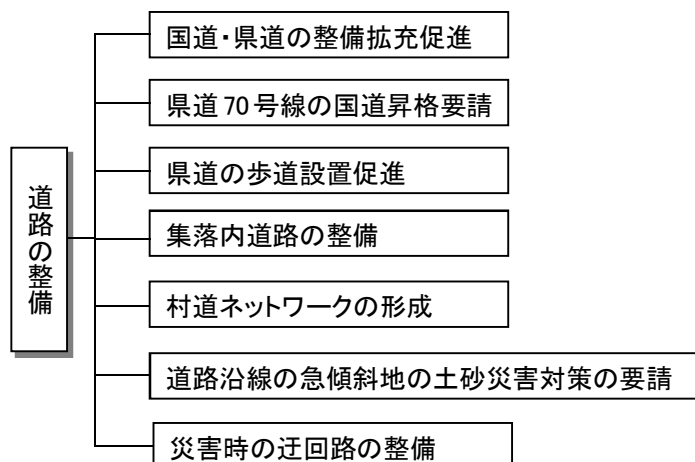 国道・県道の整備拡充促進
県道70号線の国道昇格要請
県道の歩道設置促進
道路の整備
集落内道路の整備
村道ネットワークの形成
道路沿線の急傾斜地の土砂災害対策の要請
災害時の迂回路の整備